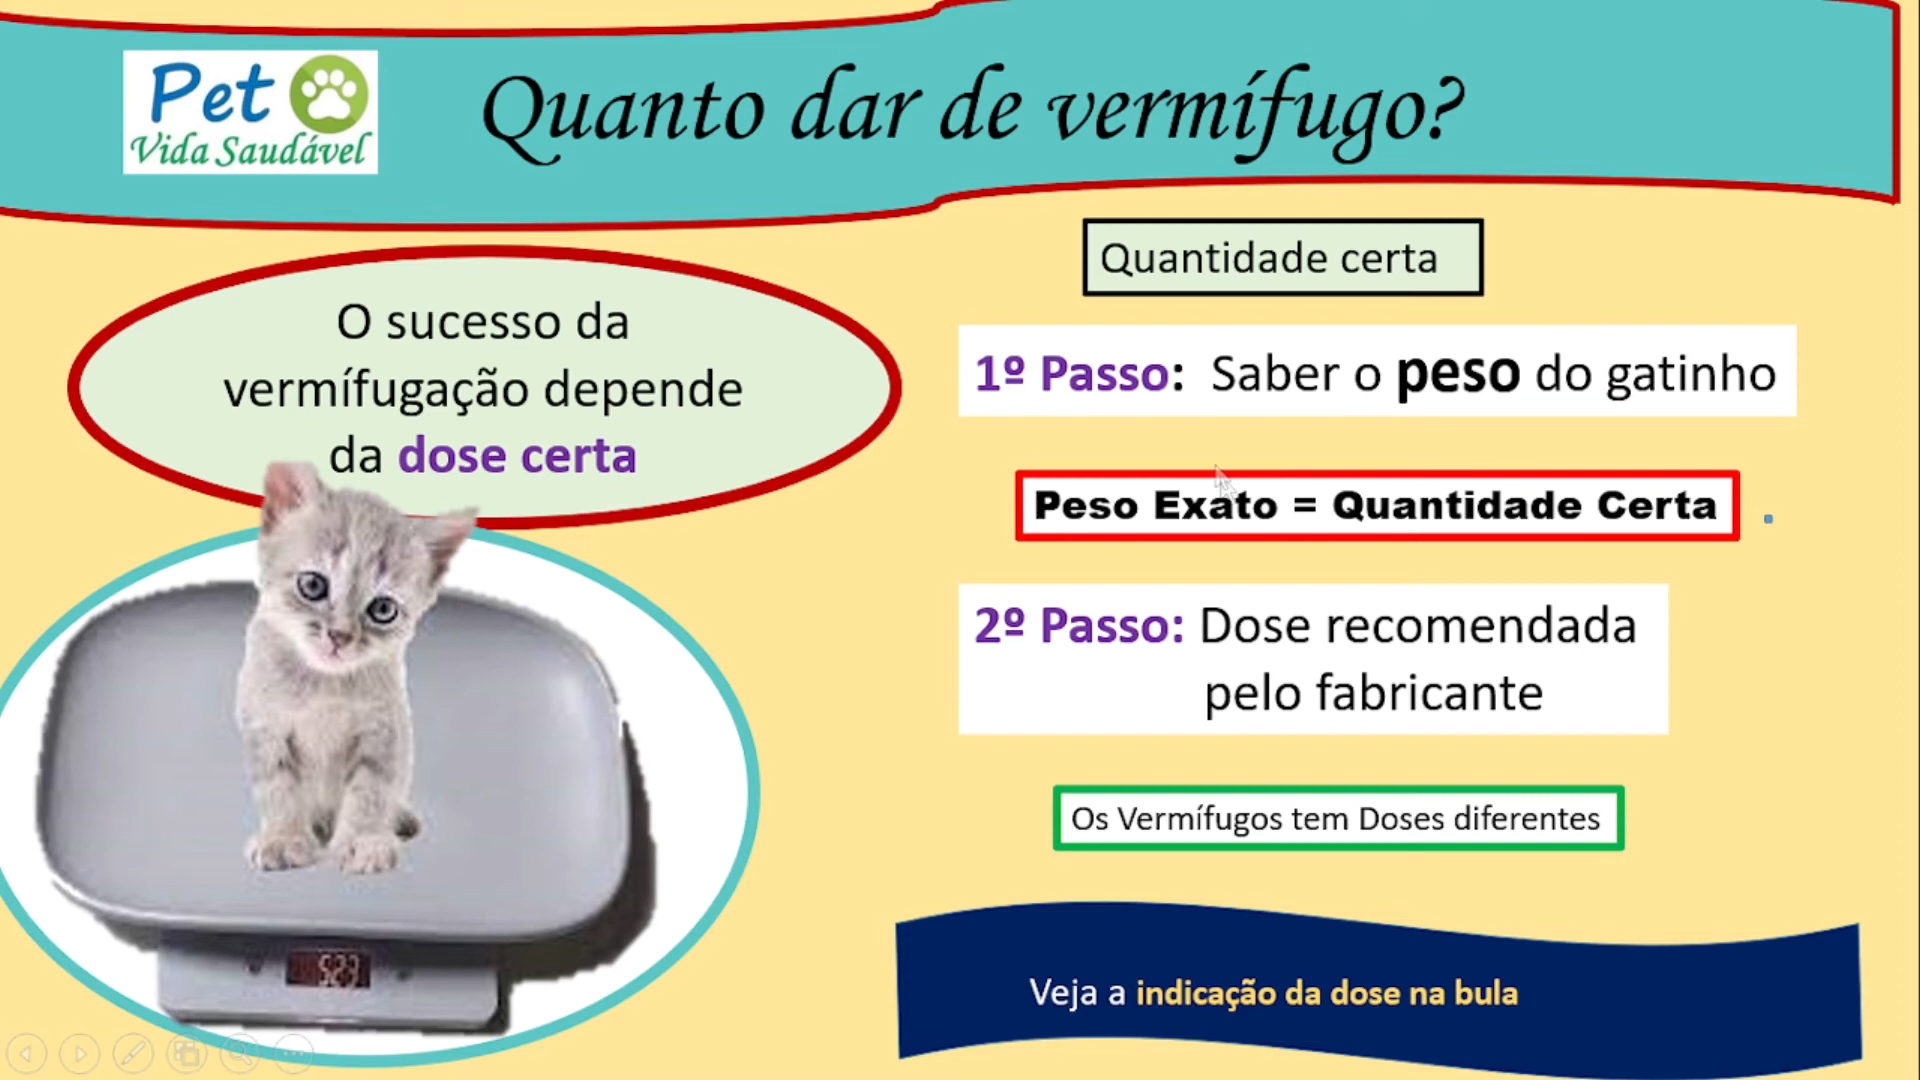 Pet
Vida Saudável
Quanto dar de vermífugo?
O sucesso da
vermífugação depende
da dose certa
Quantidade certa
1º Passo: Saber o peso do gatinho
Peso Exato = Quantidade Certa
2º Passo: Dose recomendada
pelo fabricante
Os Vermífugos tem Doses diferentes
Veja a indicação da dose na bula